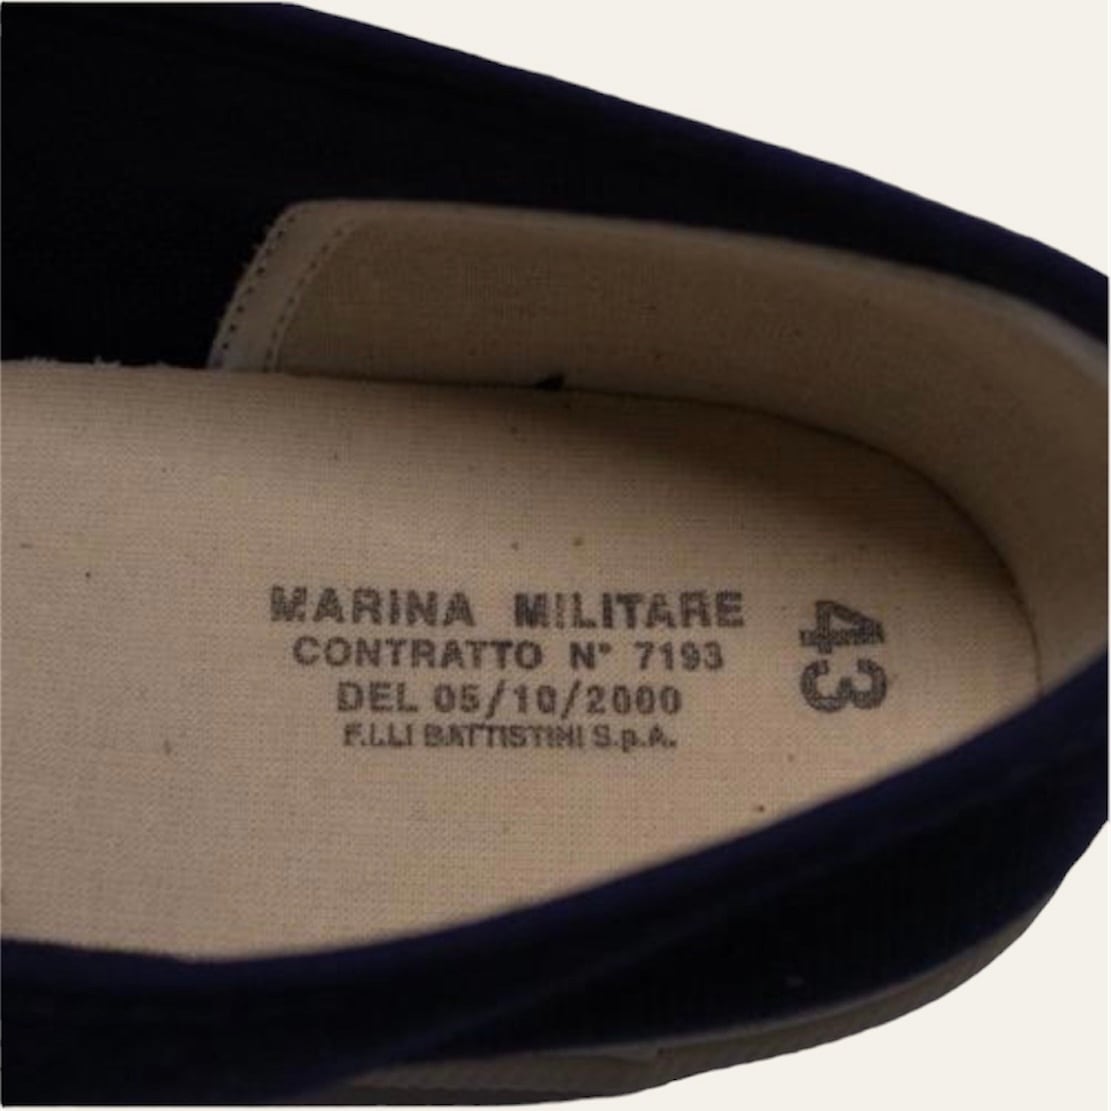 MARINA MILITARE
CONTRATTO N° 7193
DEL 05/10/2000
F.LLI BATTISTINI S.p.A.
43